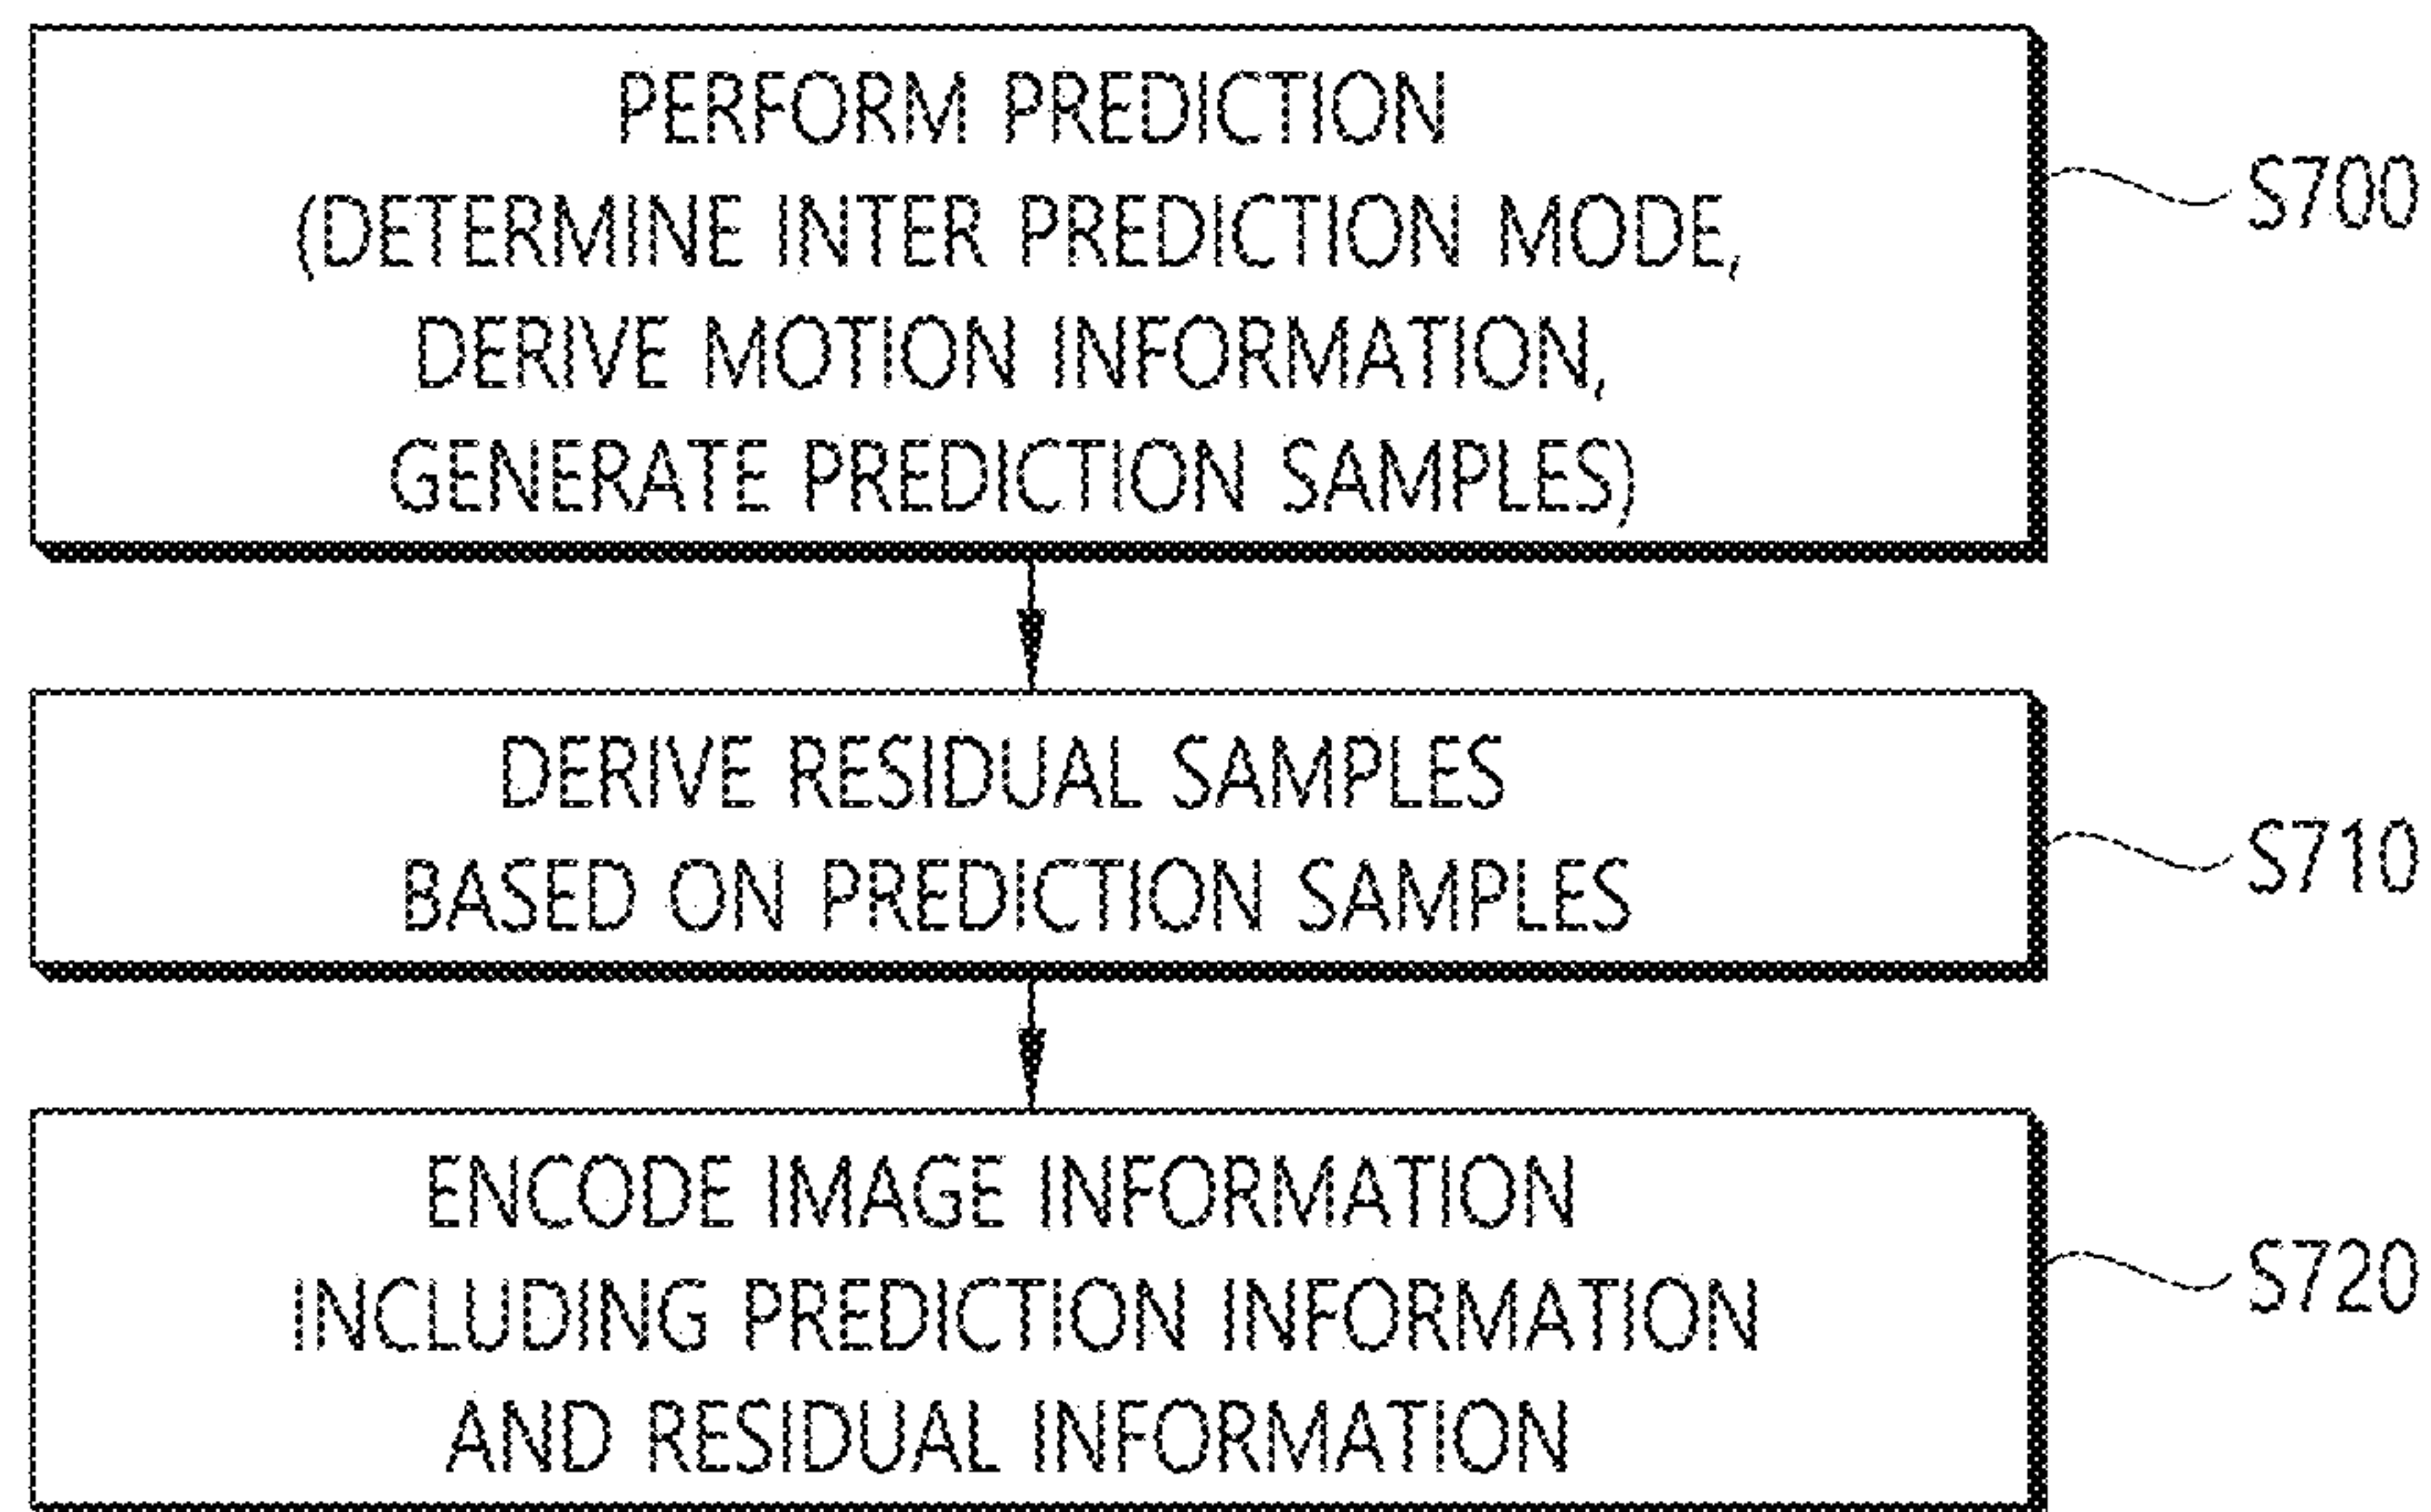 PERFORM PREDICTION
(DETERMINE INTER PREDICTION MODE,
DERIVE MOTION INFORMATION,
GENERATE PREDICTION SAMPLES)
S700
DERIVE RESIDUAL SAMPLES
BASED ON PREDICTION SAMPLES
S710
ENCODE IMAGE INFORMATION
INCLUDING PREDICTION INFORMATION
AND RESIDUAL INFORMATION
S720